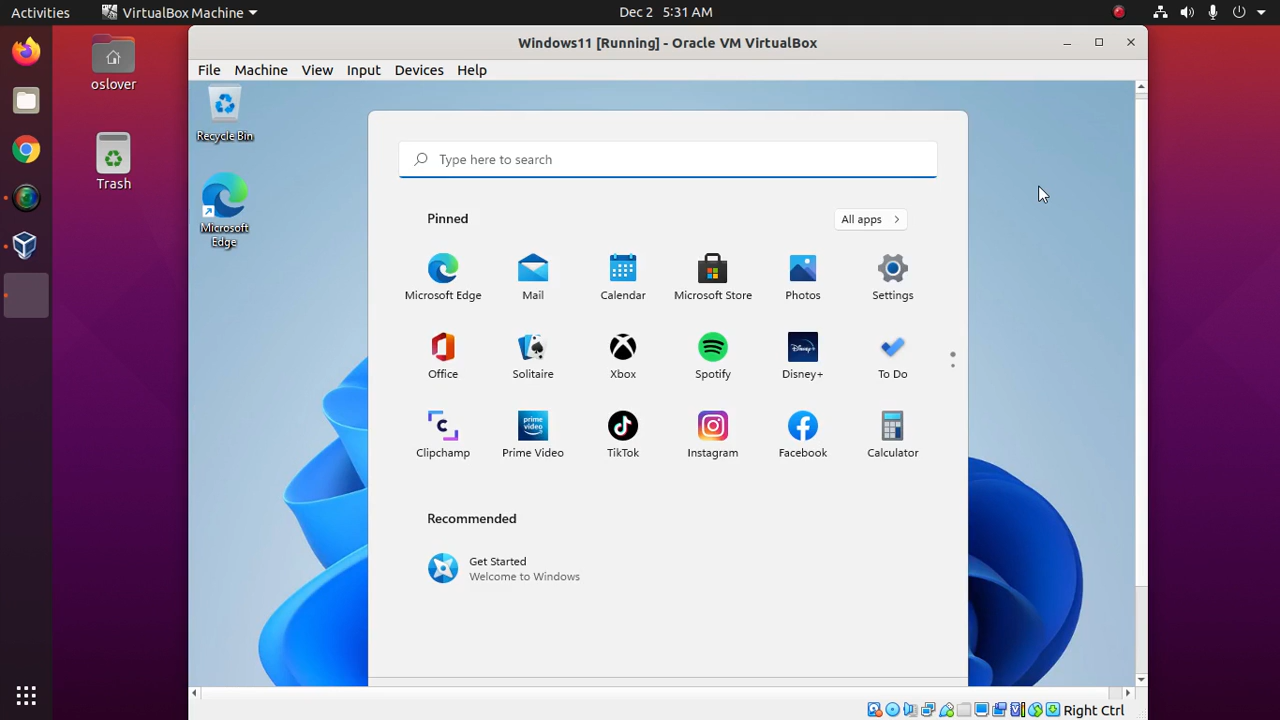 Activities
VirtualBox Machine
Dec 2 5:31 AM
oslover
Trash
Windows11 [Running] - Oracle VM VirtualBox
File Machine View Input Devices Help
Recycle Bin
Microsoft
Edge
Type here to search
Pinned
All apps
Microsoft Edge
Mail
Calendar
Microsoft Store
Photos
Settings
Office
Solitaire
Xbox
Spotify
Disney+
Disney+
To Do
prime
video
Clipchamp
Prime Video
TikTok
Instagram
Facebook
Calculator
Recommended
Get Started
Welcome to Windows
Right Ctrl